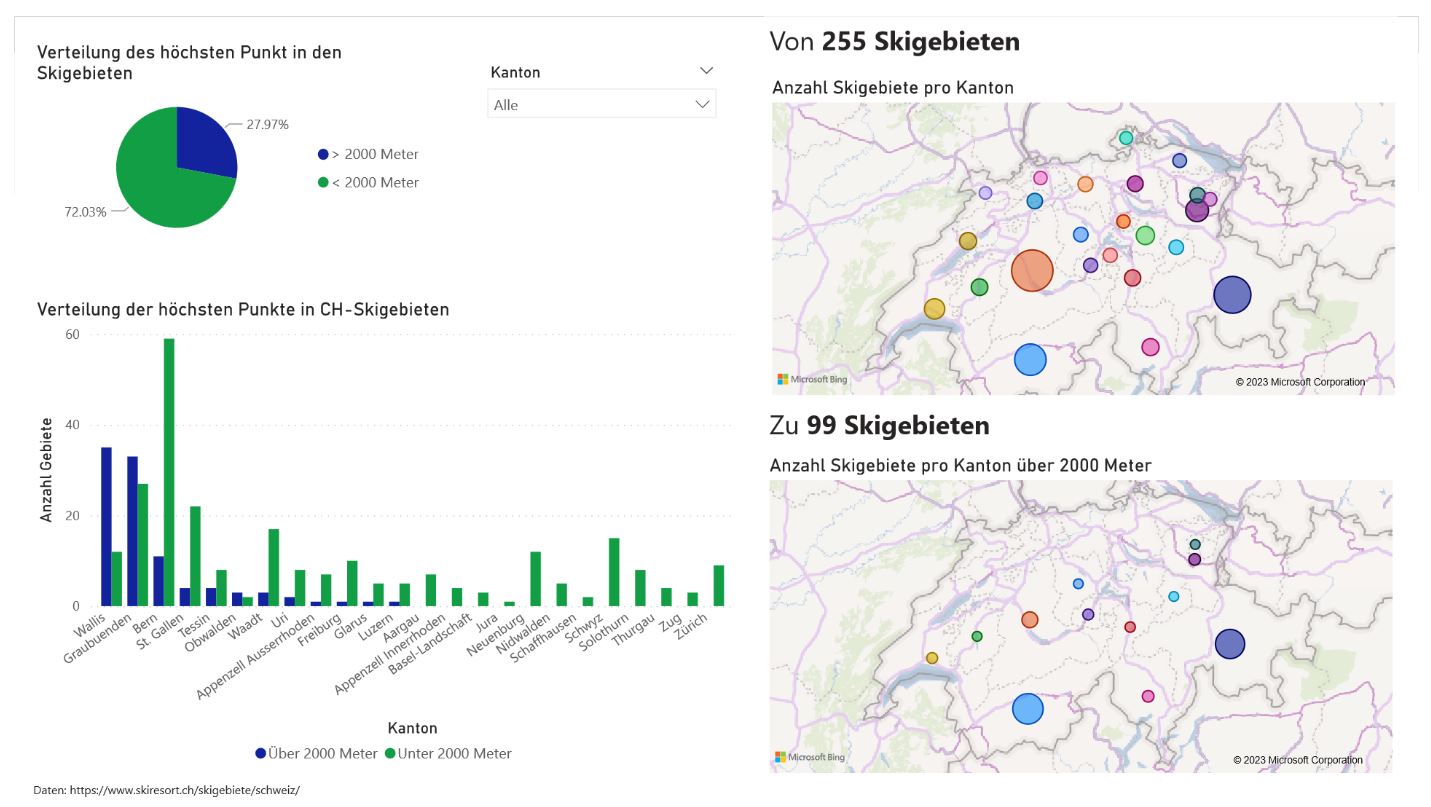 Verteilung des höchsten Punkt in den
Skigebieten
27.97%
72.03%
> 2000 Meter
< 2000 Meter
Kanton
Alle
Verteilung der höchsten Punkte in CH-Skigebieten
60
40
20
0
Anzahl Gebiete
Wallis
Graubuenden
Bern
St. Gallen
Tessin
Obwalden
Waadt
Uri
Appenzell Ausserrhoden
Freiburg
Glarus
Luzern
Aargau
Appenzell Innerrhoden
Basel-Landschaft
Jura
Neuenburg
Nidwalden
Schaffhausen
Schwyz
Solothurn
Thurgau
Zug
Zürich
Kanton
Über 2000 Meter
Unter 2000 Meter
Daten: https://www.skiresort.ch/skigebiete/schweiz/
Von 255 Skigebieten
Anzahl Skigebiete pro Kanton
Microsoft Bing
© 2023 Microsoft Corporation
Zu 99 Skigebieten
Anzahl Skigebiete pro Kanton über 2000 Meter
Microsoft Bing
© 2023 Microsoft Corporation